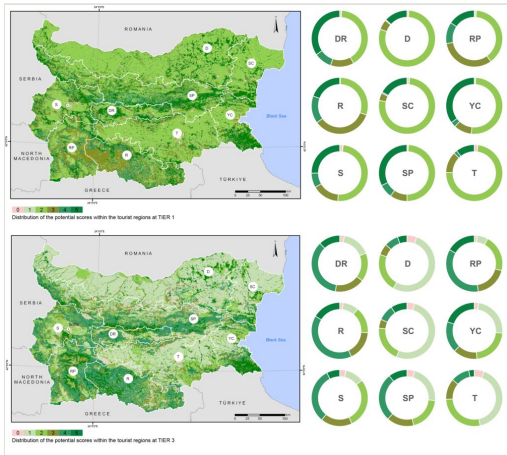 ROMANIA
SERBIA
NORTH
MACEDONIA
GREECE
TÜRKIYE
Black Sea
D
SC
SP
S
DR
YC
T
RP
R
0 1 2 3 4 5
Distribution of the potential scores within the tourist regions at TIER 1
DR D RP
R SC YC
S SP T
ROMANIA
SERBIA
NORTH
MACEDONIA
GREECE
TÜRKIYE
Black Sea
D
SC
SP
S
DR
YC
T
RP
R
0 1 2 3 4 5
Distribution of the potential scores within the tourist regions at TIER 3
DR D RP
R SC YC
S SP T